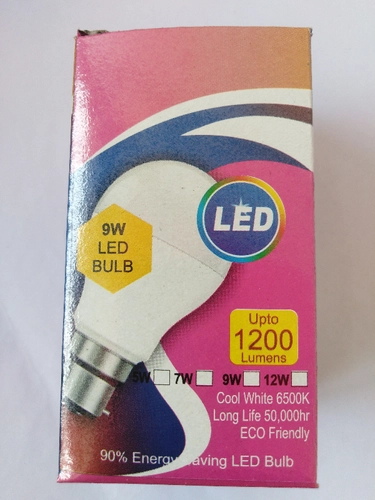 LED
9W
LED
BULB
Upto
1200
Lumens
5W 7W 9W 12W
Cool White 6500K
Long Life 50,000hr
ECO Friendly
90% Energy Saving LED Bulb